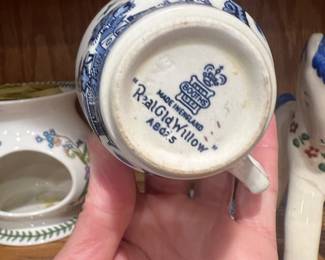 BOOTHS
MADE IN ENGLAND
"Real Old Willow"
A8025